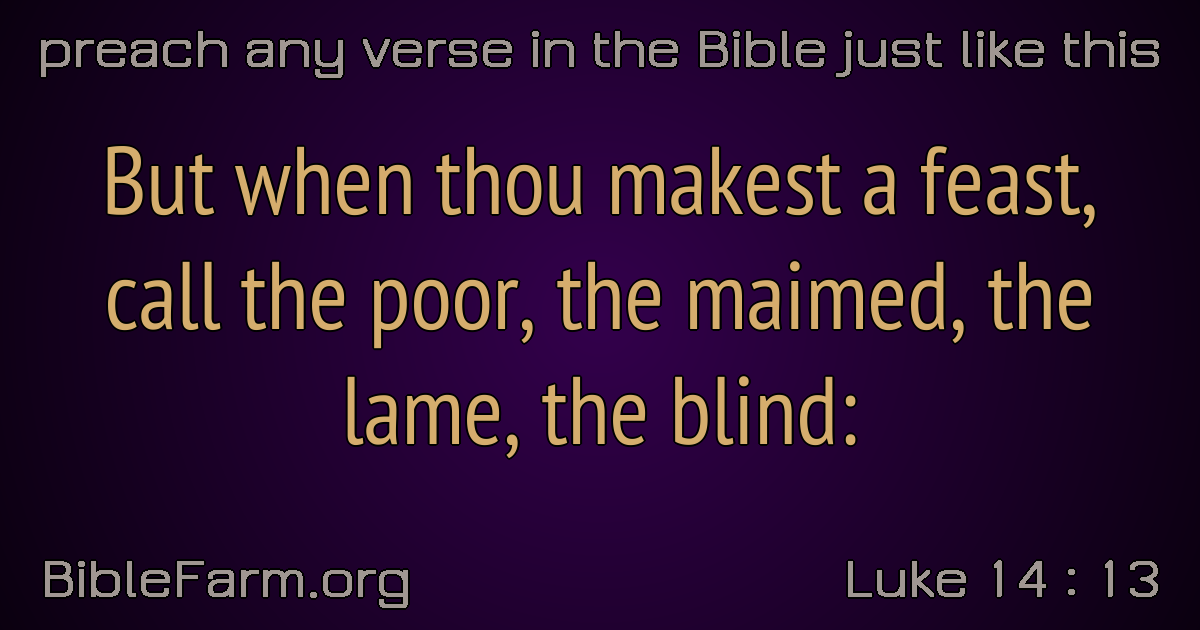 preach any verse in the Bible just like this
But when thou makest a feast,
call the poor, the maimed, the
lame, the blind:
BibleFarm.org
Luke 14 : 13